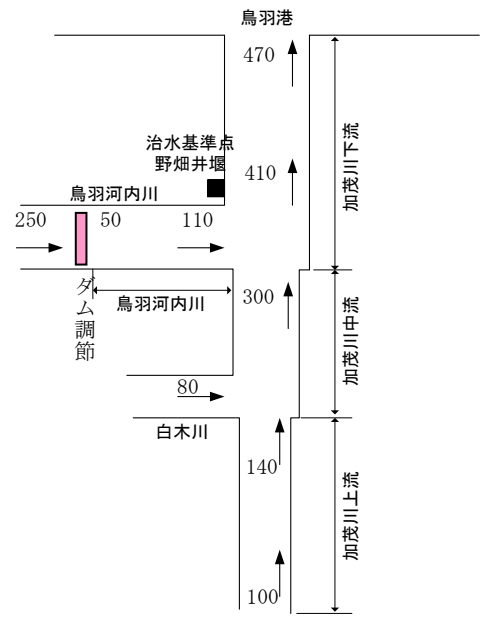 鳥羽港
470
治水基準点
野畑井堰
410
加茂川下流
鳥羽河内川
250
50
110
ダム調節
鳥羽河内川
300
加茂川中流
80
白木川
140
加茂川上流
100